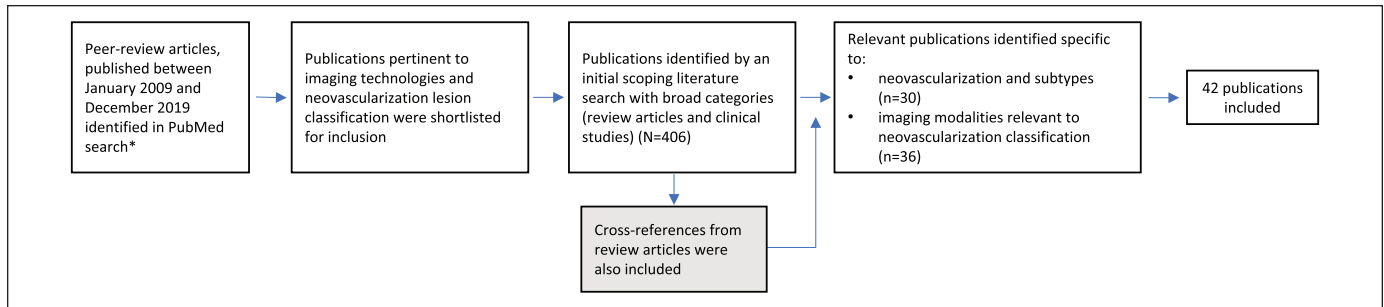 Peer-review articles,
published between
January 2009 and
December 2019
identified in PubMed
search*
Publications pertinent to
imaging technologies and
neovascularization lesion
classification were shortlisted
for inclusion
Publications identified by an
initial scoping literature
search with broad categories
(review articles and clinical
studies) (N=406)
Cross-references from
review articles were
also included
Relevant publications identified specific
to:
• neovascularization and subtypes
(n=30)
• imaging modalities relevant to
neovascularization classification
(n=36)
42 publications
included